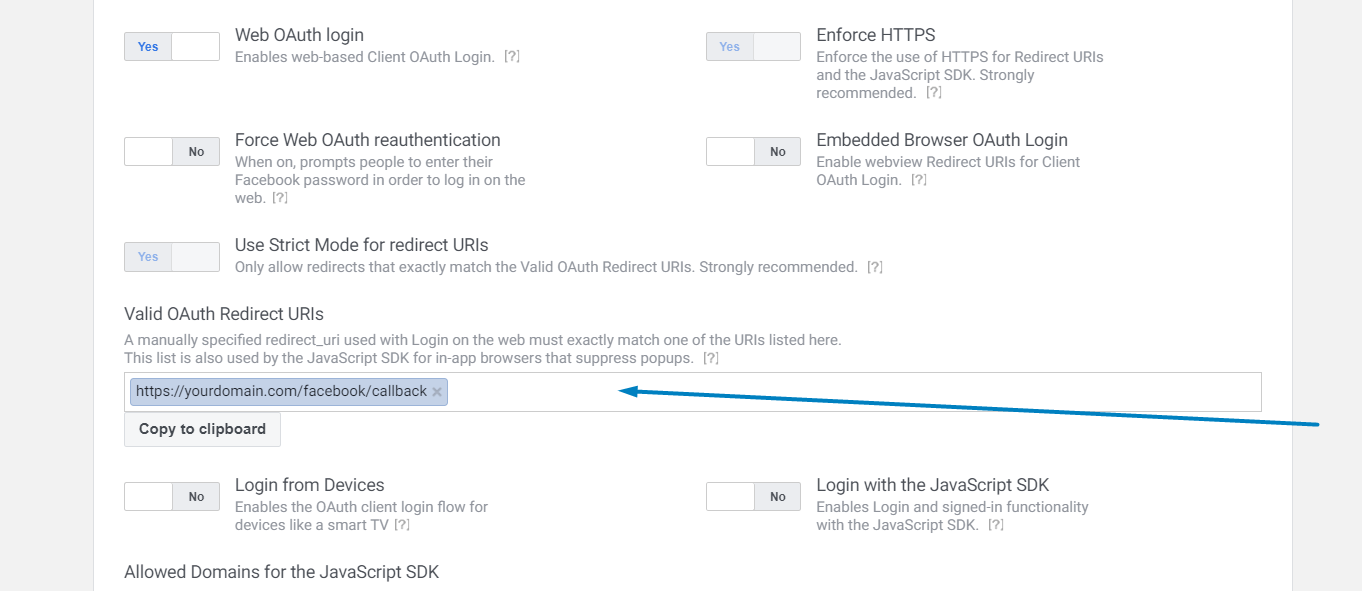 Yes
Web OAuth login
Enables web-based Client OAuth Login. [?]
Yes
Enforce HTTPS
Enforce the use of HTTPS for Redirect URIs
and the JavaScript SDK. Strongly
recommended. [?]
No
Force Web OAuth reauthentication
When on, prompts people to enter their
Facebook password in order to log in on the
web. [?]
No
Embedded Browser OAuth Login
Enable webview Redirect URIs for Client
OAuth Login. [?]
Yes
Use Strict Mode for redirect URIs
Only allow redirects that exactly match the Valid OAuth Redirect URIs. Strongly recommended. [?]
Valid OAuth Redirect URIs
A manually specified redirect_uri used with Login on the web must exactly match one of the URIs listed here.
This list is also used by the JavaScript SDK for in-app browsers that suppress popups. [?]
https://yourdomain.com/facebook/callback ×
Copy to clipboard
No
Login from Devices
Enables the OAuth client login flow for
devices like a smart TV [?]
No
Login with the JavaScript SDK
Enables Login and signed-in functionality
with the JavaScript SDK. [?]
Allowed Domains for the JavaScript SDK